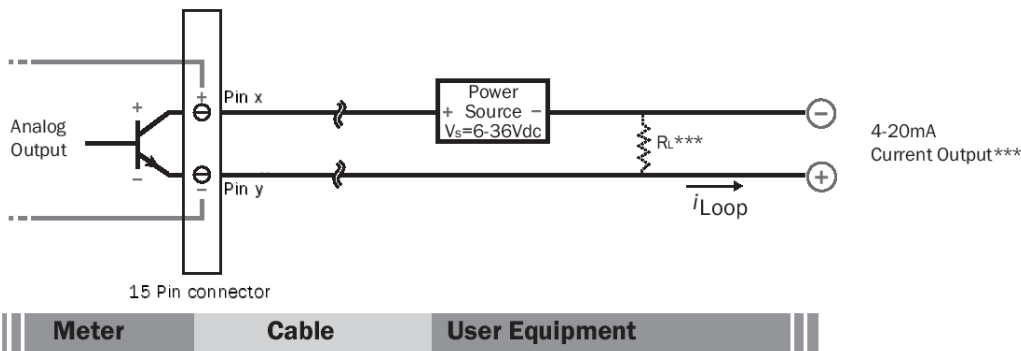 Analog
Output
+
−
+
Pin x
−
Pin y
15 Pin connector
Power
+ Source −
Vs=6-36Vdc
RL***
iLoop
−
+
4-20mA
Current Output***
Meter
Cable
User Equipment